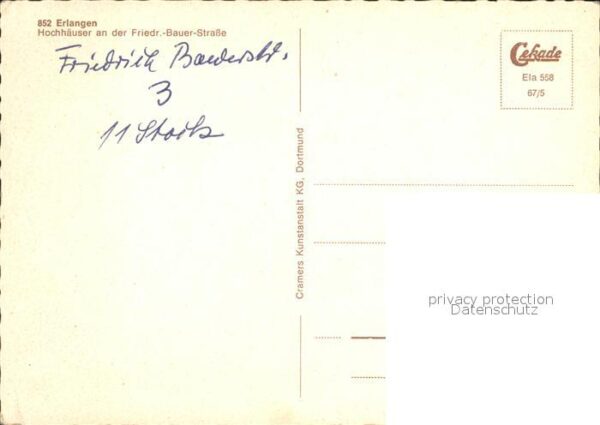 852 Erlangen
Hochhäuser an der Friedr.-Bauer-Straße
Friedrich Bauerstr.
3
11 Stock
Cekade
Ela 558
67/5
Cramers Kunstanstalt KG, Dortmund
privacy protection
Datenschutz